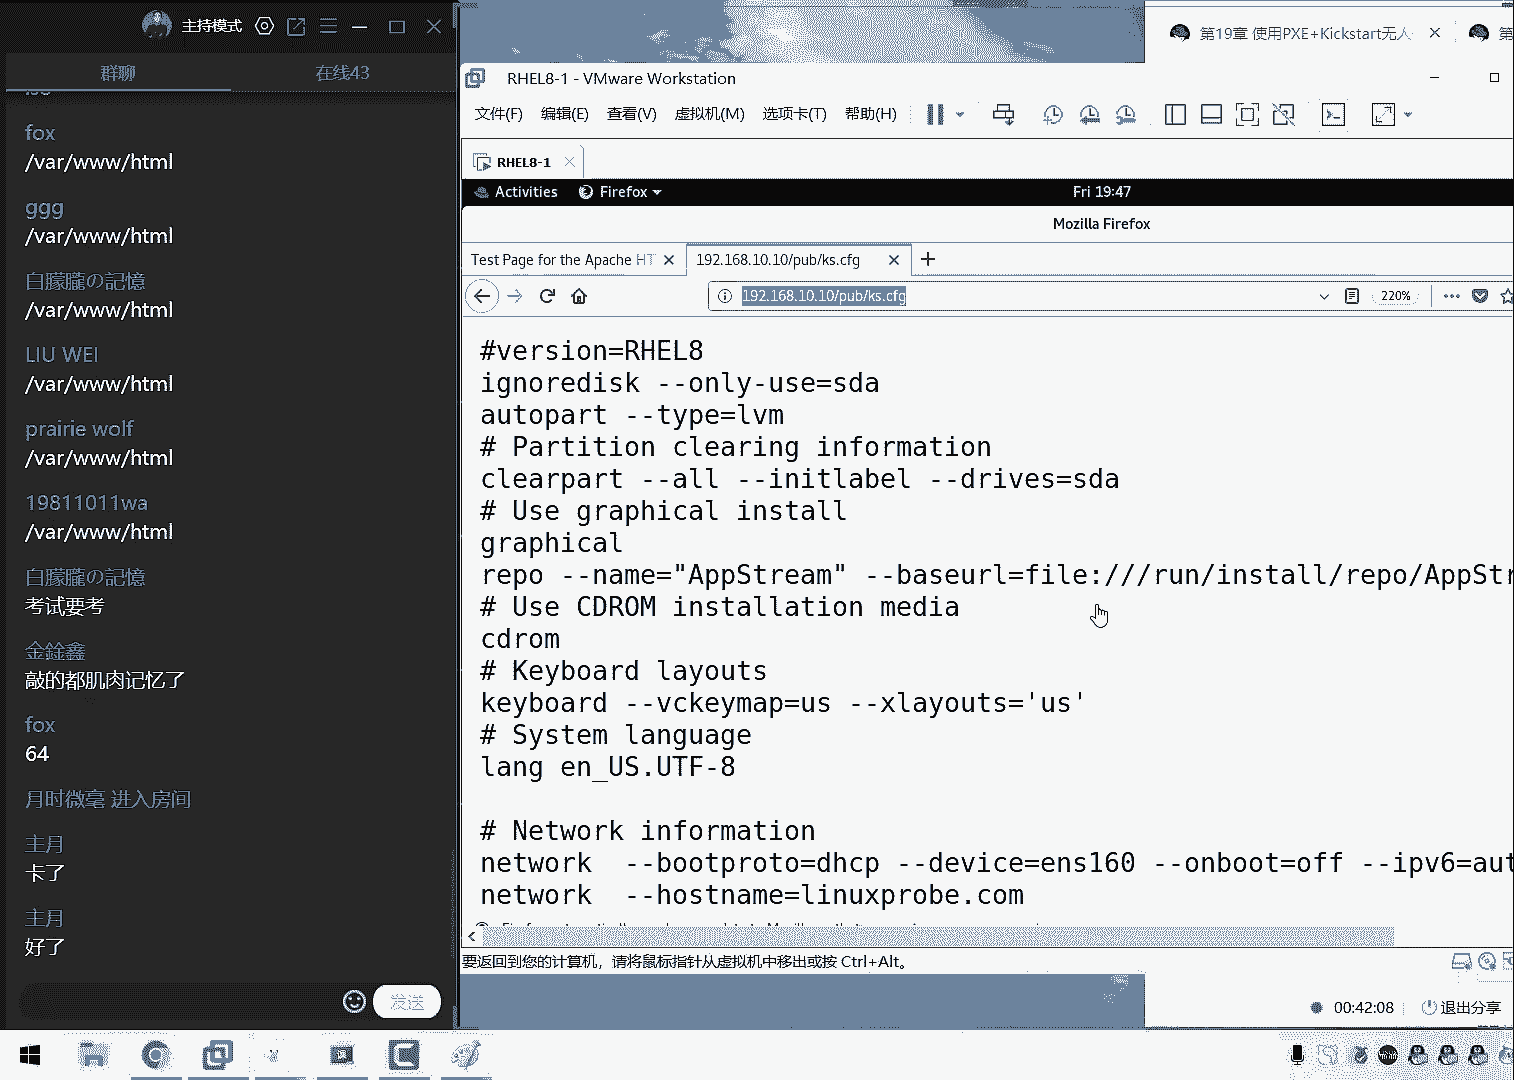 主持模式
群聊
在线43
fox
/var/www/html
ggg
/var/www/html
白朦朧の記憶
/var/www/html
LIU WEI
/var/www/html
prairie wolf
/var/www/html
19811011wa
/var/www/html
白朦朧の記憶
考试要考
金銓鑫
敲的都肌肉记忆了
fox
64
月时微毫 进入房间
主月
卡了
主月
好了
发送
第19章 使用PXE+Kickstart无人
第
RHEL8-1 - VMware Workstation
文件(F) 编辑(E) 查看(V) 虚拟机(M) 选项卡(T) 帮助(H)
RHEL8-1
Activities Firefox Fri 19:47
Mozilla Firefox
Test Page for the Apache HT
192.168.10.10/pub/ks.cfg
192.168.10.10/pub/ks.cfg
220%
#version=RHEL8
ignoredisk --only-use=sda
autopart --type=lvm
# Partition clearing information
clearpart --all --initlabel --drives=sda
# Use graphical install
graphical
repo --name="AppStream" --baseurl=file:///run/install/repo/AppStr
# Use CDROM installation media
cdrom
# Keyboard layouts
keyboard --vckeymap=us --xlayouts='us'
# System language
lang en_US.UTF-8
# Network information
network  --bootproto=dhcp --device=ens160 --onboot=off --ipv6=aut
network  --hostname=linuxprobe.com
要返回到您的计算机，请将鼠标指针从虚拟机中移出或按 Ctrl+Alt。
00:42:08
退出分享